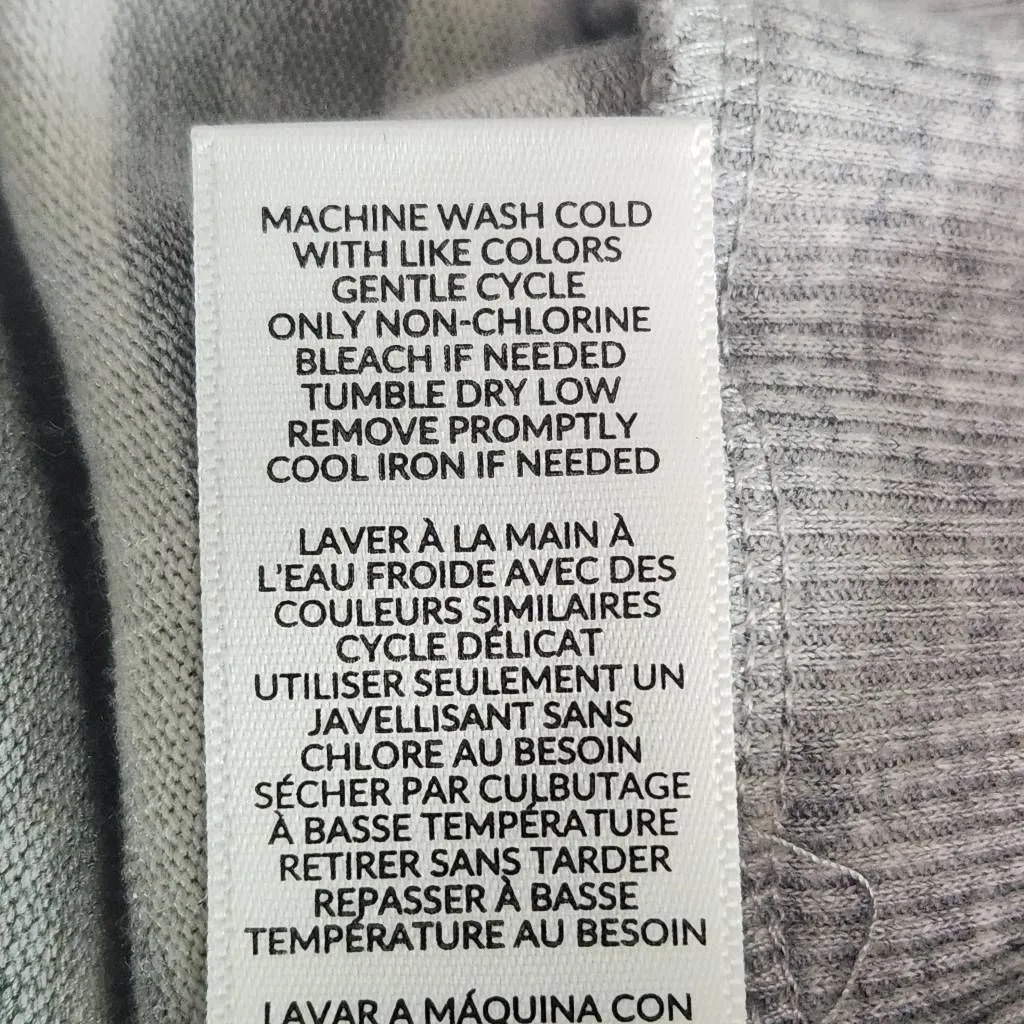 MACHINE WASH COLD
WITH LIKE COLORS
GENTLE CYCLE
ONLY NON-CHLORINE
BLEACH IF NEEDED
TUMBLE DRY LOW
REMOVE PROMPTLY
COOL IRON IF NEEDED
LAVER À LA MAIN À
L'EAU FROIDE AVEC DES
COULEURS SIMILAIRES
CYCLE DÉLICAT
UTILISER SEULEMENT UN
JAVELLISANT SANS
CHLORE AU BESOIN
SÉCHER PAR CULBUTAGE
À BASSE TEMPÉRATURE
RETIRER SANS TARDER
REPASSER À BASSE
TEMPÉRATURE AU BESOIN
LAVAR A MÁQUINA CON